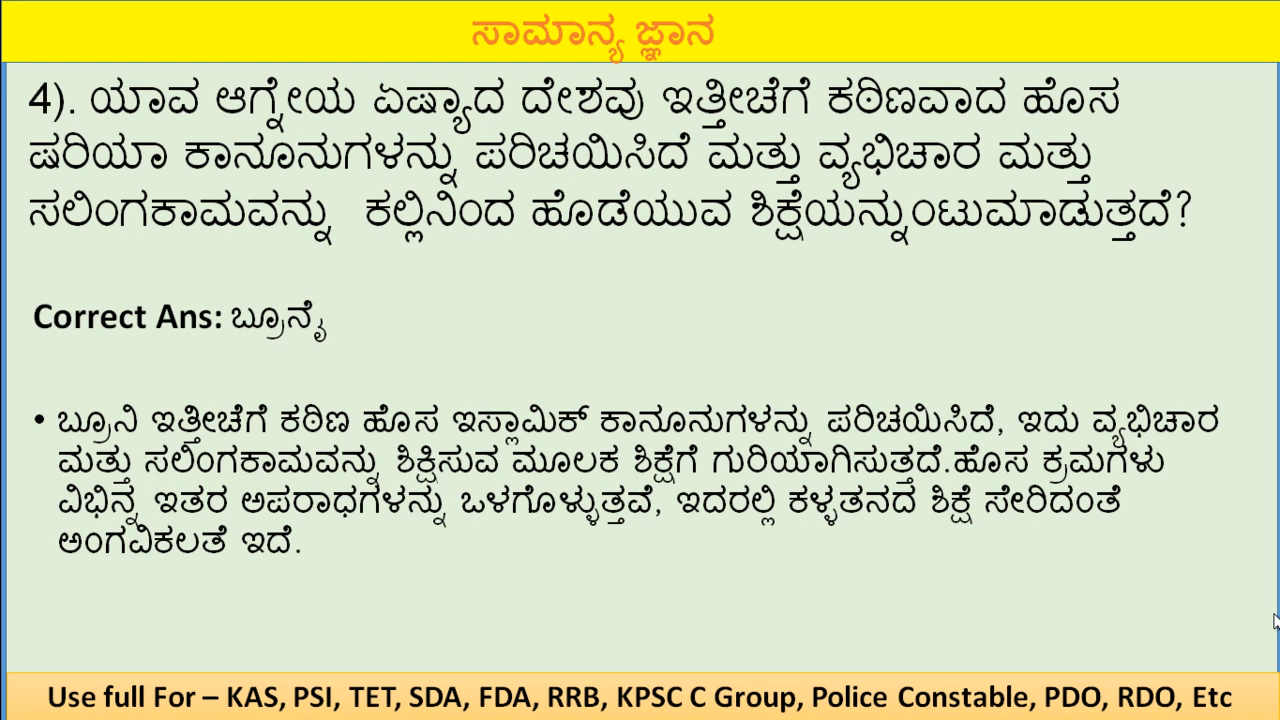 ಸಾಮಾನ್ಯ ಜ್ಞಾನ
4). ಯಾವ ಆಗ್ನೇಯ ಏಷ್ಯಾದ ದೇಶವು ಇತ್ತೀಚೆಗೆ ಕಠಿಣವಾದ ಹೊಸ
ಷರಿಯಾ ಕಾನೂನುಗಳನ್ನು ಪರಿಚಯಿಸಿದೆ ಮತ್ತು ವ್ಯಭಿಚಾರ ಮತ್ತು
ಸಲಿಂಗಕಾಮವನ್ನು ಕಲ್ಲಿನಿಂದ ಹೊಡೆಯುವ ಶಿಕ್ಷೆಯನ್ನುಂಟುಮಾಡುತ್ತದೆ?
Correct Ans: ಬ್ರೂನೈ
• ಬ್ರೂನಿ ಇತ್ತೀಚೆಗೆ ಕಠಿಣ ಹೊಸ ಇಸ್ಲಾಮಿಕ್ ಕಾನೂನುಗಳನ್ನು ಪರಿಚಯಿಸಿದೆ, ಇದು ವ್ಯಭಿಚಾರ
ಮತ್ತು ಸಲಿಂಗಕಾಮವನ್ನು ಶಿಕ್ಷಿಸುವ ಮೂಲಕ ಶಿಕ್ಷೆಗೆ ಗುರಿಯಾಗಿಸುತ್ತದೆ.ಹೊಸ ಕ್ರಮಗಳು
ವಿಭಿನ್ನ ಇತರ ಅಪರಾಧಗಳನ್ನು ಒಳಗೊಳ್ಳುತ್ತವೆ, ಇದರಲ್ಲಿ ಕಳ್ಳತನದ ಶಿಕ್ಷೆ ಸೇರಿದಂತೆ
ಅಂಗವಿಕಲತೆ ಇದೆ.
Use full For – KAS, PSI, TET, SDA, FDA, RRB, KPSC C Group, Police Constable, PDO, RDO, Etc